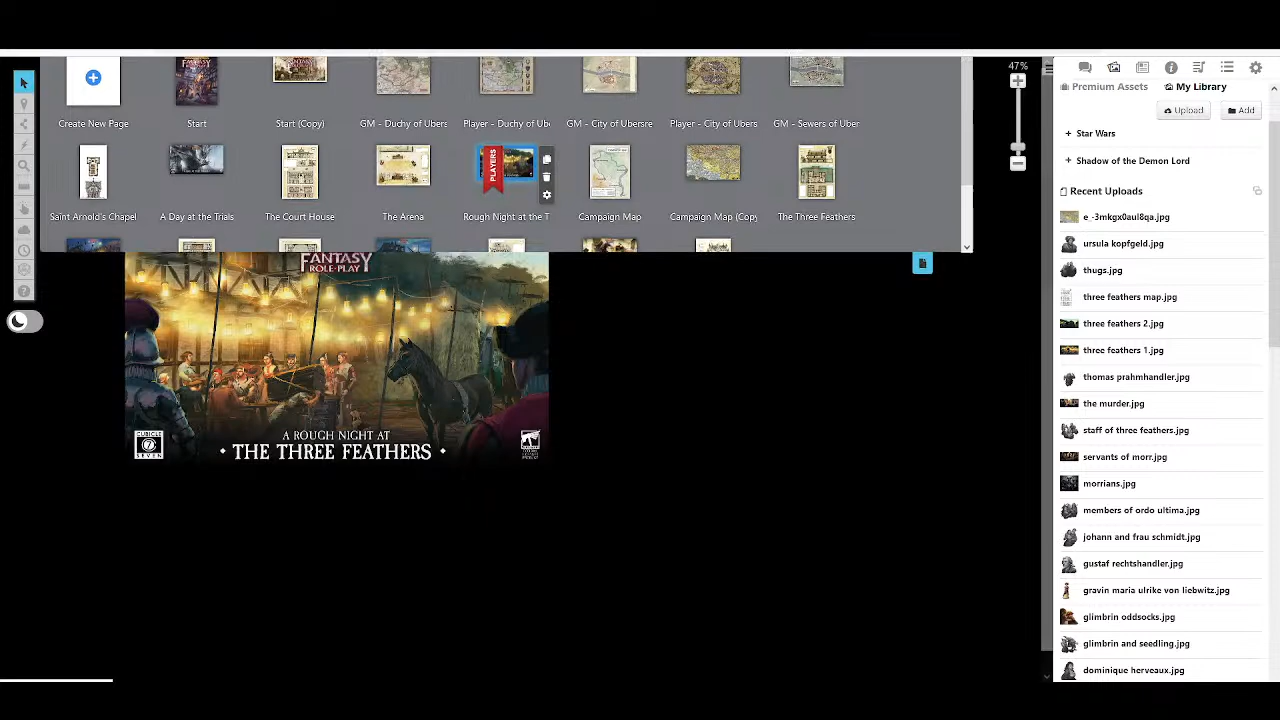 47%
Premium Assets
My Library
Upload
Add
FANTASY
Create New Page
Start
Start (Copy)
GM - Duchy of Ubers
Player - Duchy of Ub
GM - City of Ubersre
Player - City of Ubers
GM - Sewers of Uber
+ Star Wars
+ Shadow of the Demon Lord
PLAYERS
Recent Uploads
Saint Arnold's Chapel
A Day at the Trials
The Court House
The Arena
Rough Night at the T
Campaign Map
Campaign Map (Copy
The Three Feathers
e_-3mkgx0aul8qa.jpg
ursula kopfgeld.jpg
thugs.jpg
three feathers map.jpg
three feathers 2.jpg
three feathers 1.jpg
thomas prahmhandler.jpg
the murder.jpg
staff of three feathers.jpg
servants of morr.jpg
morrians.jpg
members of ordo ultima.jpg
johann and frau schmidt.jpg
gustaf rechtshandler.jpg
gravin maria ulrike von liebwitz.jpg
glimbrin oddsocks.jpg
glimbrin and seedling.jpg
dominique herveaux.jpg
FANTASY
ROLE-PLAY
CUBICLE
7
SEVEN
A ROUGH NIGHT AT
• THE THREE FEATHERS •